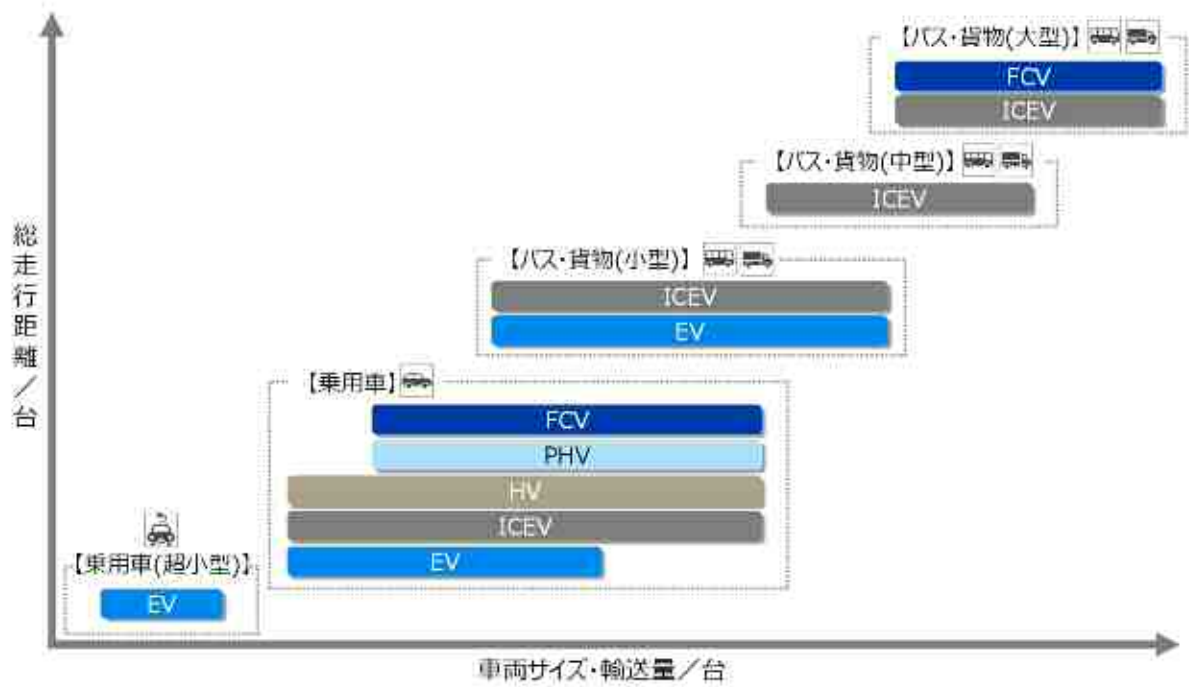 【バス・貨物(大型)】
FCV
ICEV
【バス・貨物(中型)】
ICEV
【バス・貨物(小型)】
ICEV
EV
【乗用車】
FCV
PHV
HV
ICEV
EV
【乗用車(超小型)】
EV
総走行距離／台
車両サイズ・輸送量／台